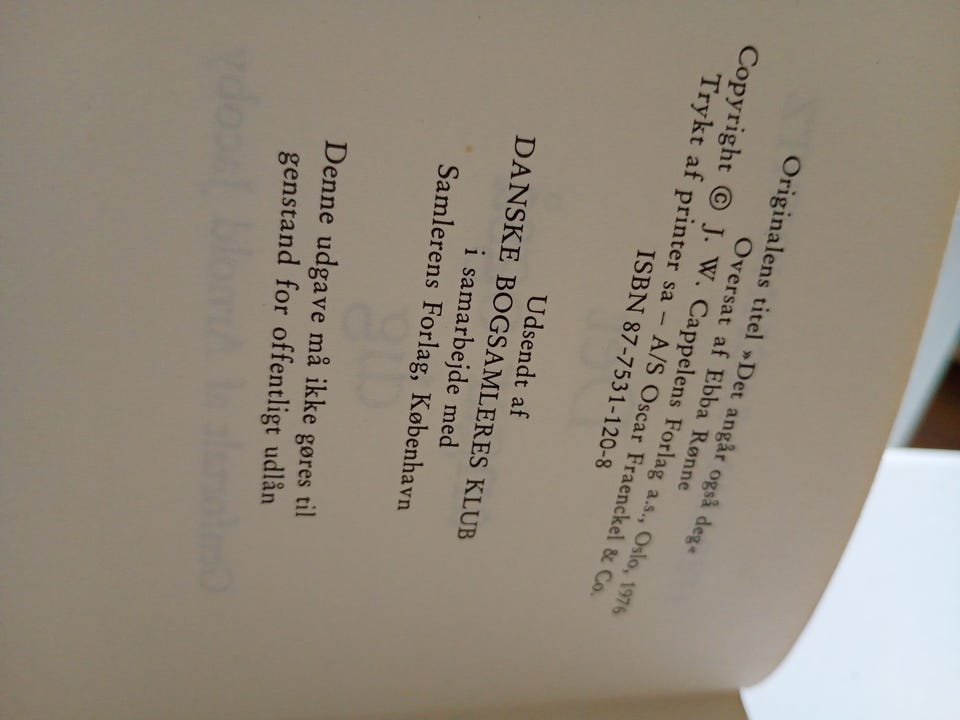 Originalens titel »Det angår også deg«
Oversat af Ebba Rønne
Copyright © J. W. Cappelens Forlag a.s., Oslo, 1976
Trykt af printer sa – A/S Oscar Fraenckel & Co.
ISBN 87-7531-120-8
Udsendt af
DANSKE BOGSAMLERES KLUB
i samarbejde med
Samlerens Forlag, København
Denne udgave må ikke gøres til
genstand for offentligt udlån